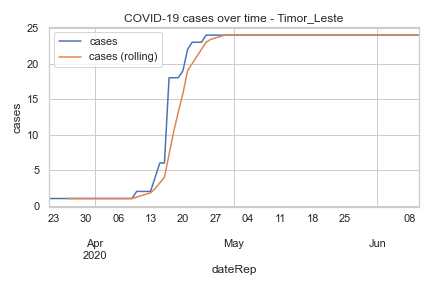 COVID-19 cases over time - Timor_Leste
cases
cases (rolling)
25
20
15
10
5
0
cases
23 30 06 13 20 27 04 11 18 25 08
Apr May Jun
2020
dateRep